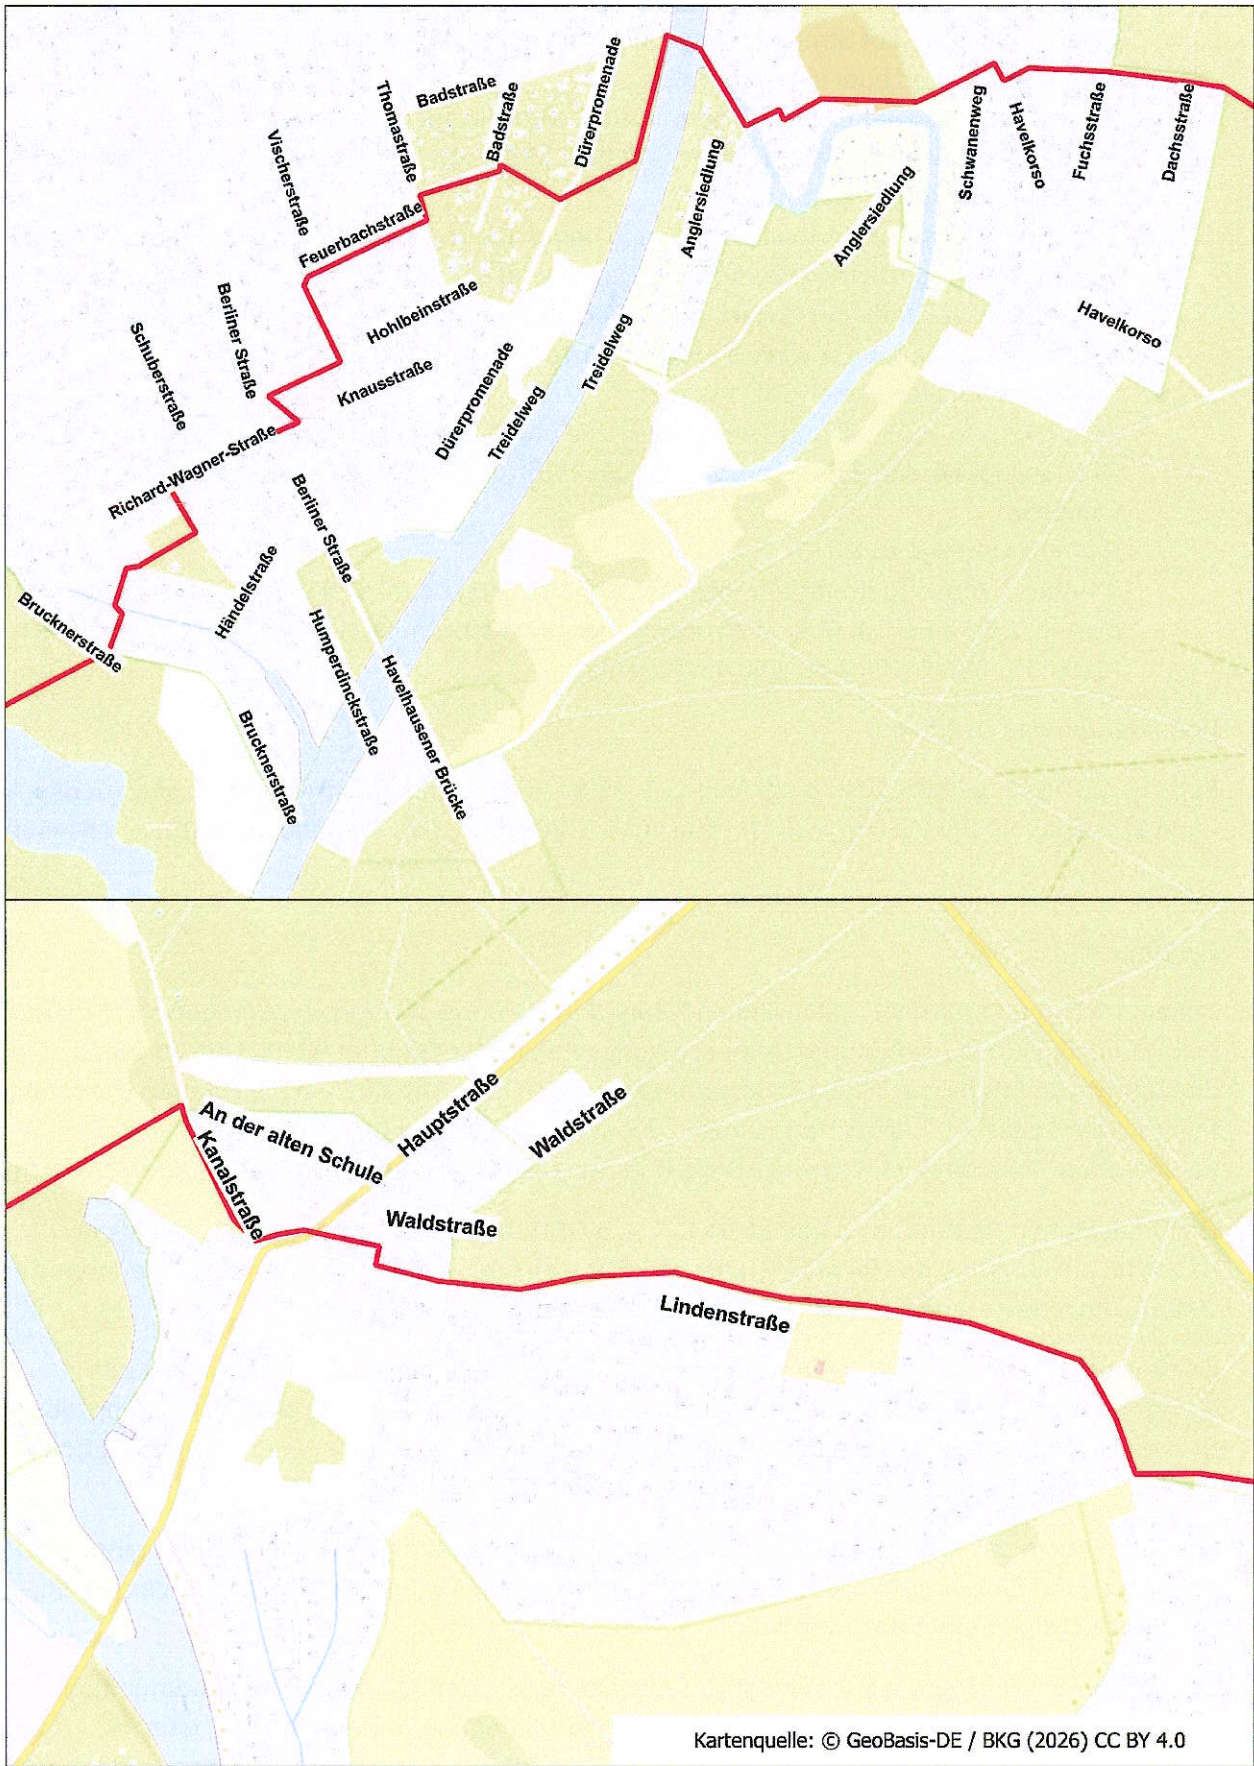 Thomastraße
Badstraße
Badstraße
Dürerpromenade
Vischerstraße
Feuerbachstraße
Anglersiedlung
Anglersiedlung
Schwanenweg
Havelkorso
Fuchsstraße
Dachsstraße
Schuberstraße
Berliner Straße
Hohlbeinstraße
Knausstraße
Dürerpromenade
Treidelweg
Treidelweg
Havelkorso
Richard-Wagner-Straße
Berliner Straße
Händelstraße
Brucknerstraße
Humperdinckstraße
Havelhausener Brücke
Brucknerstraße
An der alten Schule
Kanalstraße
Hauptstraße
Waldstraße
Waldstraße
Lindenstraße
Kartenquelle: © GeoBasis-DE / BKG (2026) CC BY 4.0